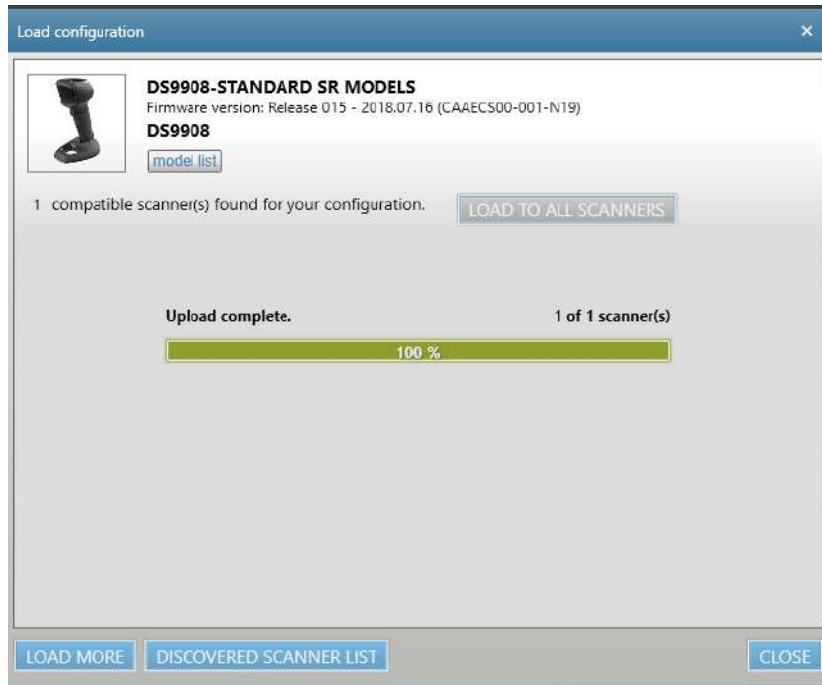 Load configuration
×
DS9908-STANDARD SR MODELS
Firmware version: Release 015 - 2018.07.16 (CAAECS00-001-N19)
DS9908
model list
1 compatible scanner(s) found for your configuration.
LOAD TO ALL SCANNERS
Upload complete. 1 of 1 scanner(s)
100 %
LOAD MORE DISCOVERED SCANNER LIST CLOSE